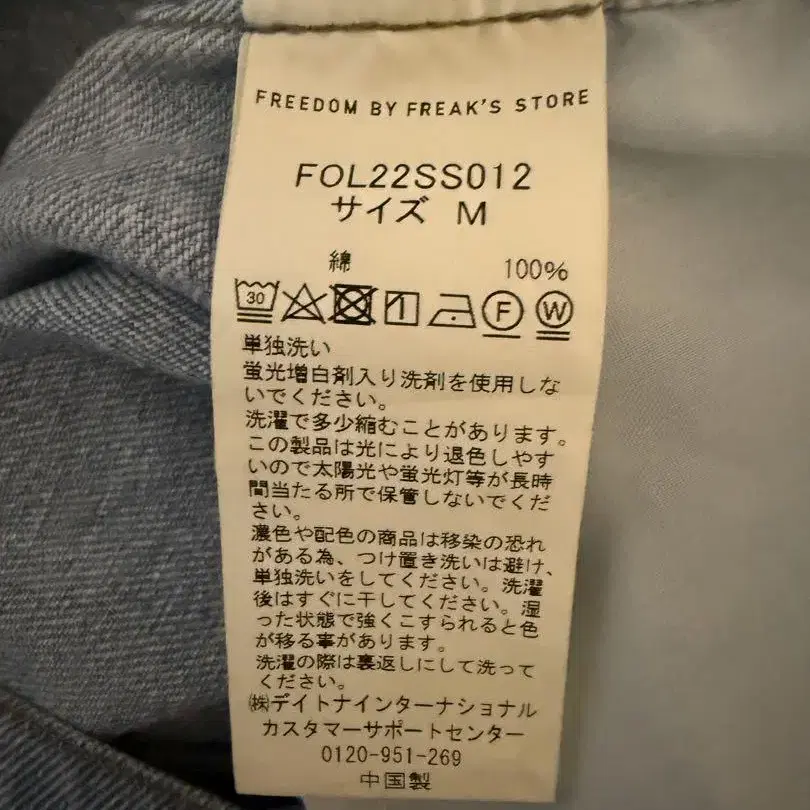 FREEDOM BY FREAK'S STORE
FOL22SS012
サイズ M
綿 100%
30 F W
単独洗い
蛍光増白剤入り洗剤を使用しな
いでください。
洗濯で多少縮むことがあります。
この製品は光により退色しやす
いので太陽光や蛍光灯等が長時
間当たる所で保管しないでくだ
さい。
濃色や配色の商品は移染の恐れ
がある為、つけ置き洗いは避け、
単独洗いをしてください。洗濯
後はすぐに干してください。湿
った状態で強くこすられると色
が移る事があります。
洗濯の際は裏返しにして洗って
ください。
㈱デイトナインターナショナル
カスタマーサポートセンター
0120-951-269
中国製